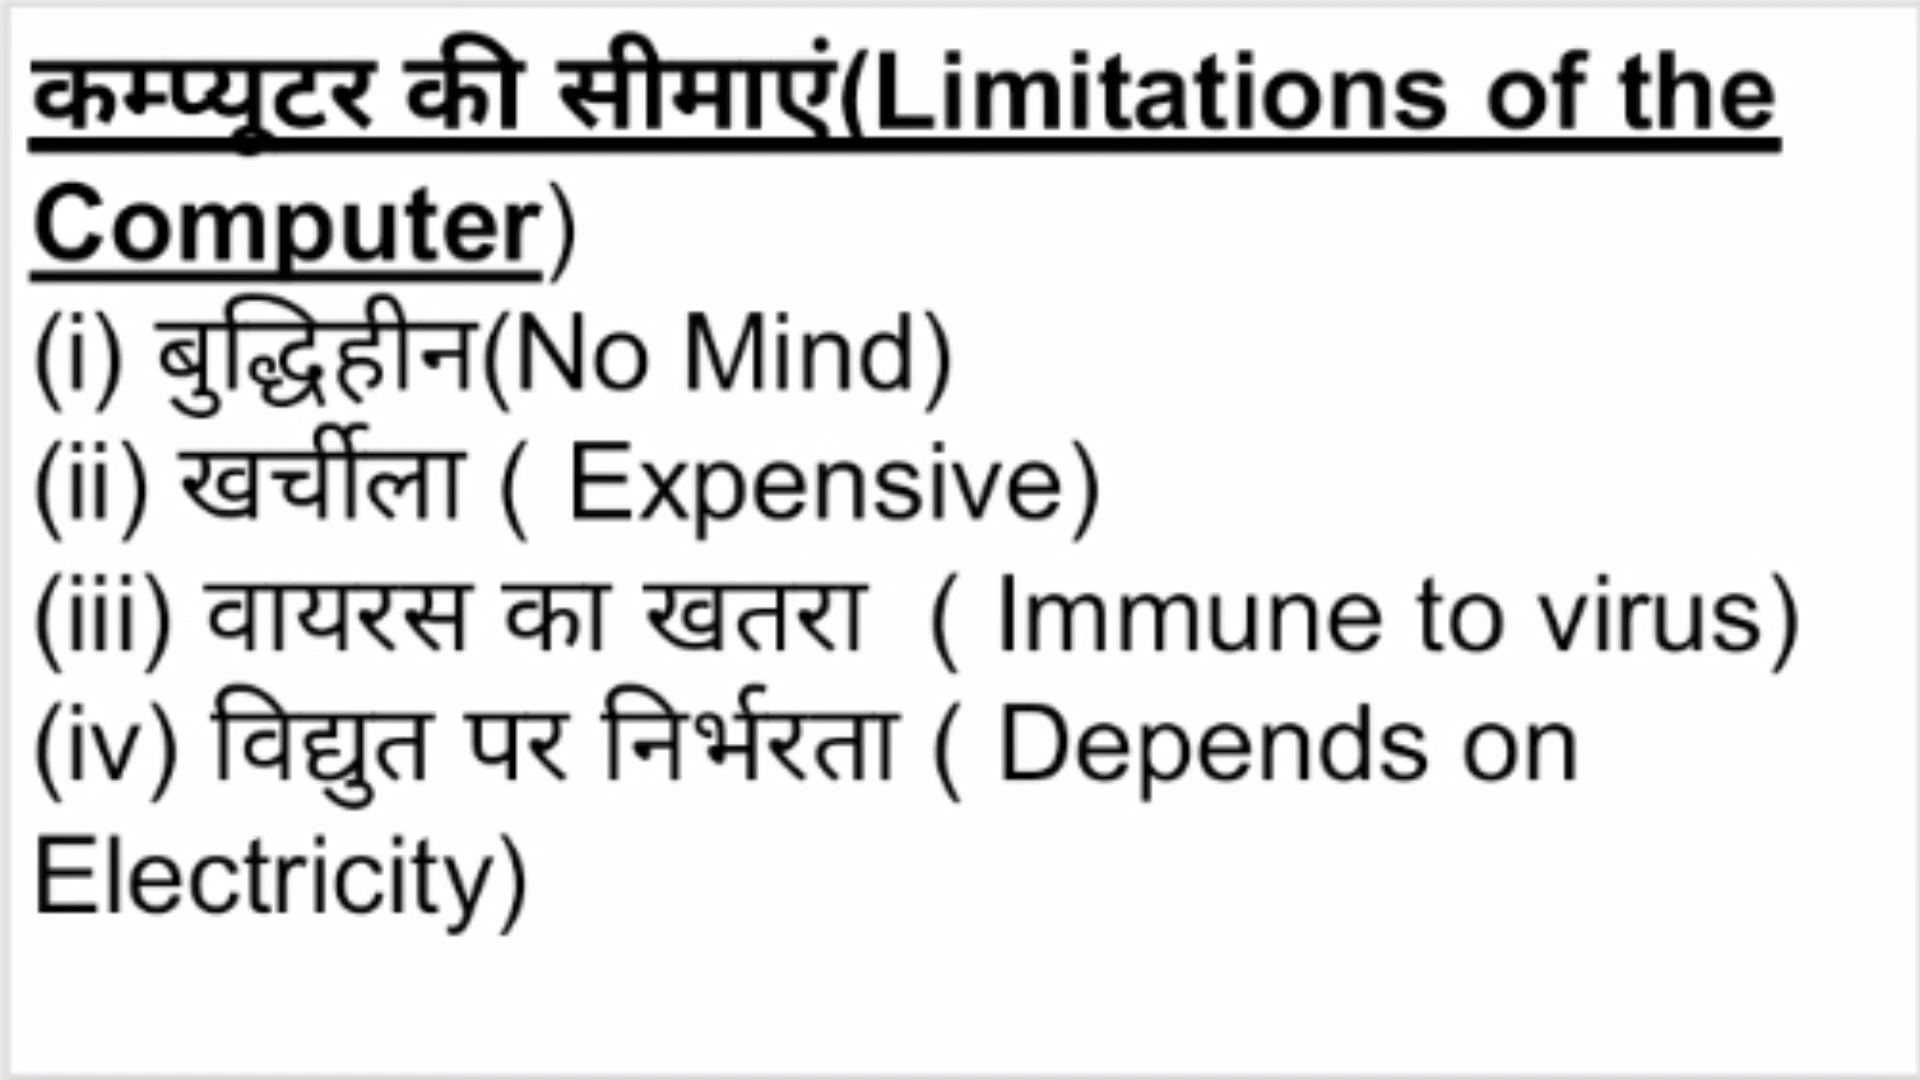 कम्प्यूटर की सीमाएं(Limitations of the
Computer)
(i) बुद्धिहीन(No Mind)
(ii) खर्चीला ( Expensive)
(iii) वायरस का खतरा  ( Immune to virus)
(iv) विद्युत पर निर्भरता ( Depends on
Electricity)